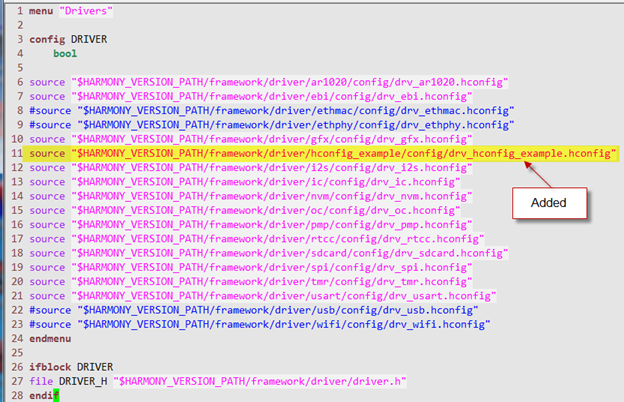 1 menu "Drivers"
2
3 config DRIVER
4     bool
5
6 source "$HARMONY_VERSION_PATH/framework/driver/ar1020/config/drv_ar1020.hconfig"
7 source "$HARMONY_VERSION_PATH/framework/driver/ebi/config/drv_ebi.hconfig"
8 #source "$HARMONY_VERSION_PATH/framework/driver/ethmac/config/drv_ethmac.hconfig"
9 #source "$HARMONY_VERSION_PATH/framework/driver/ethphy/config/drv_ethphy.hconfig"
10 source "$HARMONY_VERSION_PATH/framework/driver/gfx/config/drv_gfx.hconfig"
11 source "$HARMONY_VERSION_PATH/framework/driver/hconfig_example/config/drv_hconfig_example.hconfig"
12 source "$HARMONY_VERSION_PATH/framework/driver/i2s/config/drv_i2s.hconfig"
13 source "$HARMONY_VERSION_PATH/framework/driver/ic/config/drv_ic.hconfig"
14 source "$HARMONY_VERSION_PATH/framework/driver/nvm/config/drv_nvm.hconfig"
15 source "$HARMONY_VERSION_PATH/framework/driver/oc/config/drv_oc.hconfig"
16 source "$HARMONY_VERSION_PATH/framework/driver/pmp/config/drv_pmp.hconfig"
17 source "$HARMONY_VERSION_PATH/framework/driver/rtcc/config/drv_rtcc.hconfig"
18 source "$HARMONY_VERSION_PATH/framework/driver/sdcard/config/drv_sdcard.hconfig"
19 source "$HARMONY_VERSION_PATH/framework/driver/spi/config/drv_spi.hconfig"
20 source "$HARMONY_VERSION_PATH/framework/driver/tmr/config/drv_tmr.hconfig"
21 source "$HARMONY_VERSION_PATH/framework/driver/usart/config/drv_usart.hconfig"
22 #source "$HARMONY_VERSION_PATH/framework/driver/usb/config/drv_usb.hconfig"
23 #source "$HARMONY_VERSION_PATH/framework/driver/wifi/config/drv_wifi.hconfig"
24 endmenu
25
26 ifblock DRIVER
27 file DRIVER_H "$HARMONY_VERSION_PATH/framework/driver/driver.h"
28 endif
Added